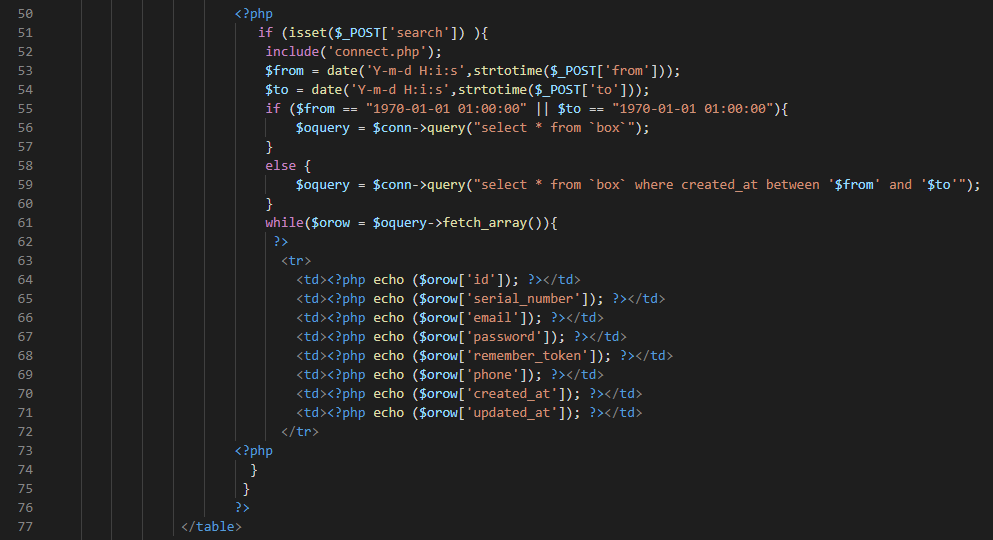 50 <?php
51 if (isset($_POST['search']) ){
52 include('connect.php');
53 $from = date('Y-m-d H:i:s',strtotime($_POST['from']));
54 $to = date('Y-m-d H:i:s',strtotime($_POST['to']));
55 if ($from == "1970-01-01 01:00:00" || $to == "1970-01-01 01:00:00"){
56 $oquery = $conn->query("select * from `box`");
57 }
58 else {
59 $oquery = $conn->query("select * from `box` where created_at between '$from' and '$to'");
60 }
61 while($orow = $oquery->fetch_array()){
62 ?>
63 <tr>
64 <td><?php echo ($orow['id']); ?></td>
65 <td><?php echo ($orow['serial_number']); ?></td>
66 <td><?php echo ($orow['email']); ?></td>
67 <td><?php echo ($orow['password']); ?></td>
68 <td><?php echo ($orow['remember_token']); ?></td>
69 <td><?php echo ($orow['phone']); ?></td>
70 <td><?php echo ($orow['created_at']); ?></td>
71 <td><?php echo ($orow['updated_at']); ?></td>
72 </tr>
73 <?php
74 }
75 }
76 ?>
77 </table>